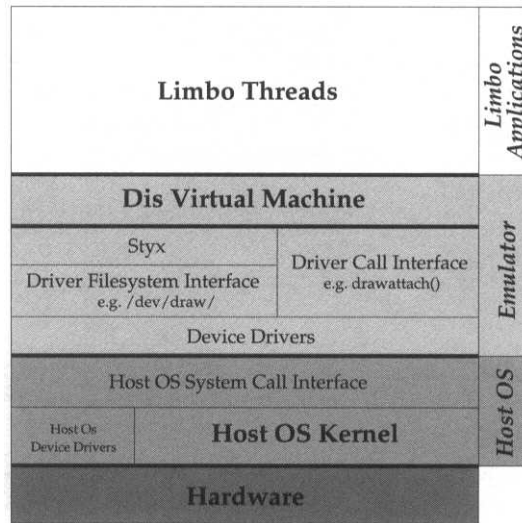 Limbo Threads
Limbo
Applications
Dis Virtual Machine
Styx
Driver Filesystem Interface
e.g. /dev/draw/
Driver Call Interface
e.g. drawattach()
Device Drivers
Emulator
Host OS System Call Interface
Host Os
Device Drivers
Host OS Kernel
Host OS
Hardware